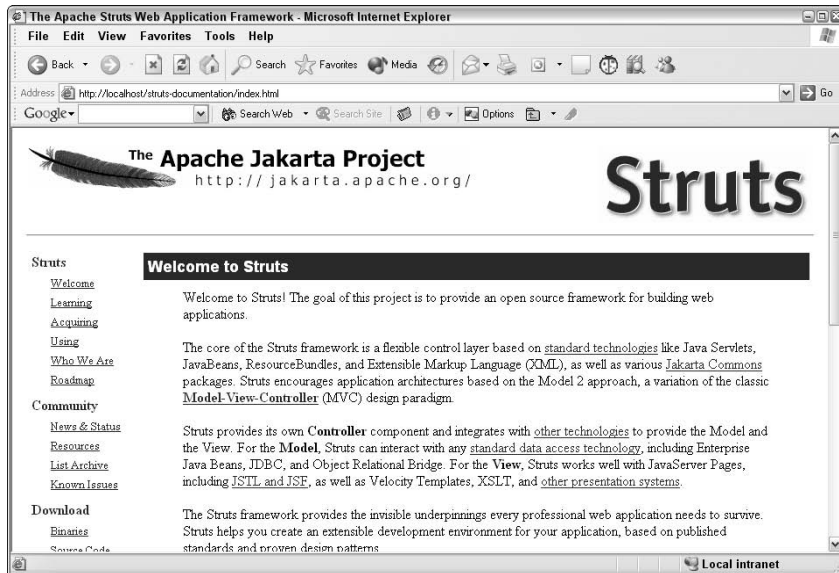 The Apache Struts Web Application Framework - Microsoft Internet Explorer
File Edit View Favorites Tools Help
Back Search Favorites Media
Address http://localhost/struts-documentation/index.html Go
Google Search Web Search Site Options
The Apache Jakarta Project
http://jakarta.apache.org/
Struts
Struts
Welcome
Learning
Acquiring
Using
Who We Are
Roadmap
Community
News & Status
Resources
List Archive
Known Issues
Download
Binaries
Source Code
Welcome to Struts
Welcome to Struts! The goal of this project is to provide an open source framework for building web
applications.
The core of the Struts framework is a flexible control layer based on standard technologies like Java Servlets,
JavaBeans, ResourceBundles, and Extensible Markup Language (XML), as well as various Jakarta Commons
packages. Struts encourages application architectures based on the Model 2 approach, a variation of the classic
Model-View-Controller (MVC) design paradigm.
Struts provides its own Controller component and integrates with other technologies to provide the Model and
the View. For the Model, Struts can interact with any standard data access technology, including Enterprise
Java Beans, JDBC, and Object Relational Bridge. For the View, Struts works well with JavaServer Pages,
including JSTL and JSF, as well as Velocity Templates, XSLT, and other presentation systems.
The Struts framework provides the invisible underpinnings every professional web application needs to survive.
Struts helps you create an extensible development environment for your application, based on published
standards and proven design patterns
Local intranet